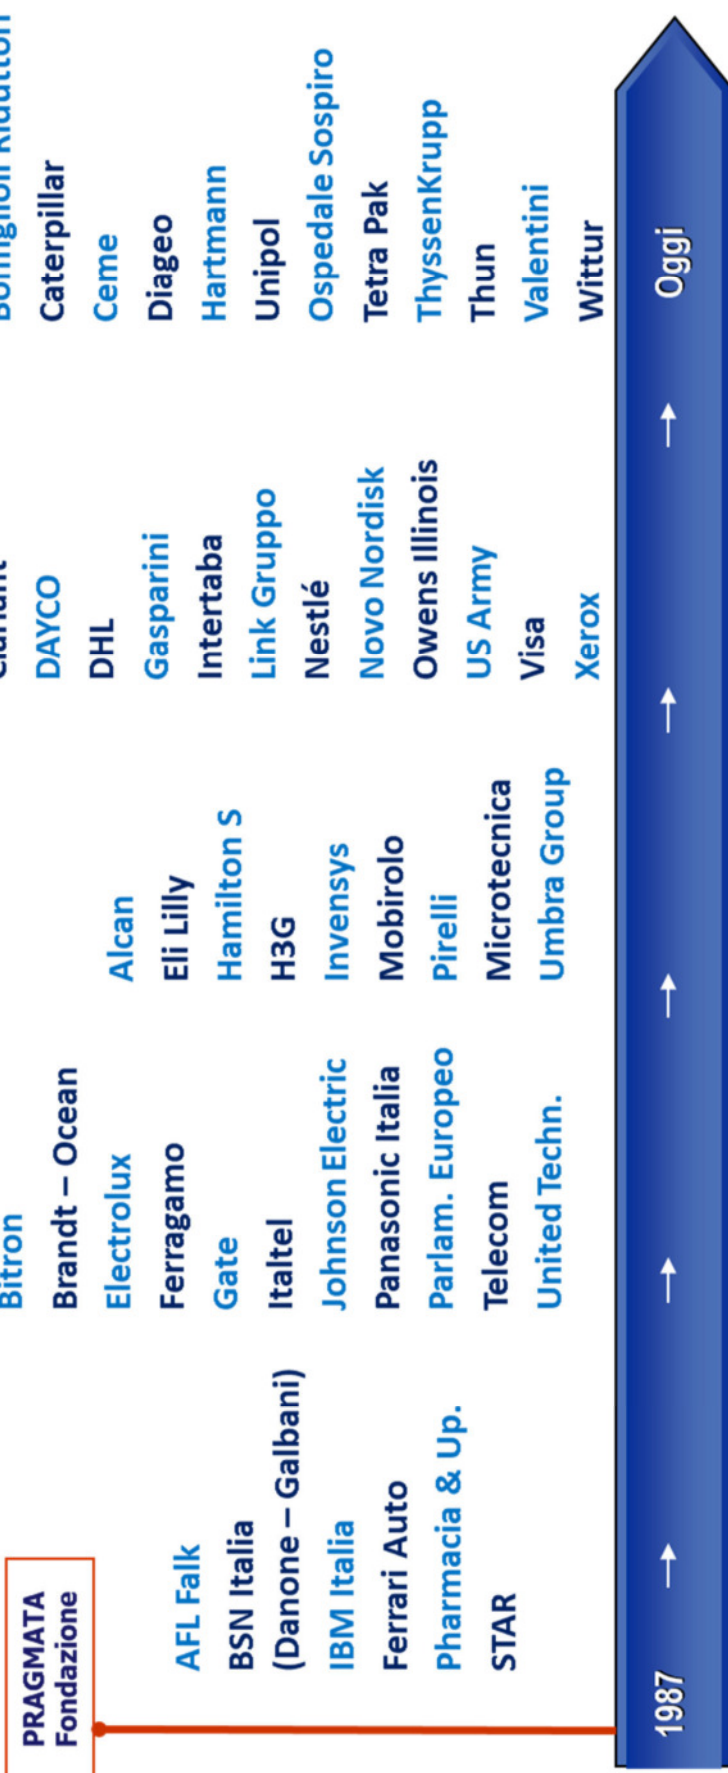 PRAGMATA
Fondazione
AFL Falk
BSN Italia
(Danone – Galbani)
IBM Italia
Ferrari Auto
Pharmacia & Up.
STAR
Bitron
Brandt – Ocean
Electrolux
Ferragamo
Gate
Italtel
Johnson Electric
Panasonic Italia
Parlam. Europeo
Telecom
United Techn.
Alcan
Eli Lilly
Hamilton S
H3G
Invensys
Mobirolo
Pirelli
Microtecnica
Umbra Group
DAYCO
DHL
Gasparini
Intertaba
Link Gruppo
Nestlé
Novo Nordisk
Owens Illinois
US Army
Visa
Xerox
Caterpillar
Ceme
Diageo
Hartmann
Unipol
Ospedale Sospiro
Tetra Pak
ThyssenKrupp
Thun
Valentini
Wittur
1987 → → → → → Oggi